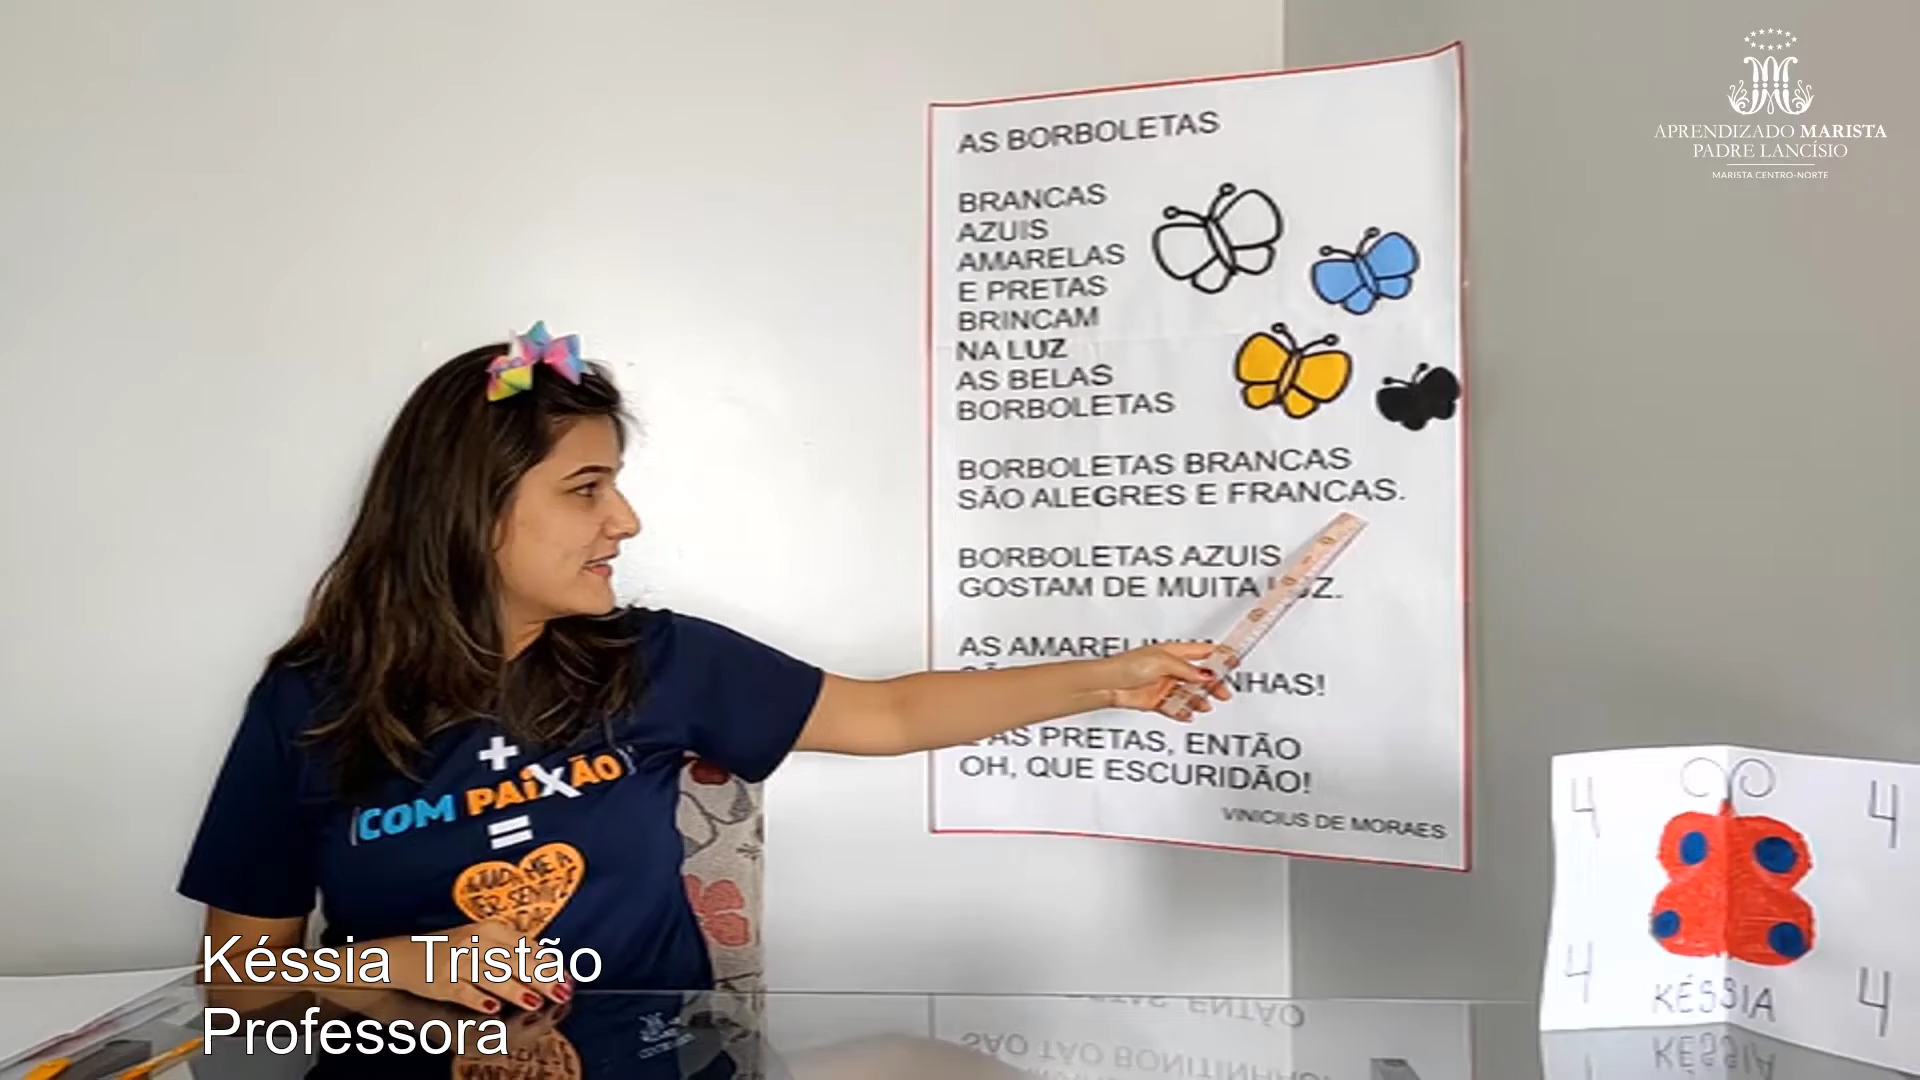 APRENDIZADO MARISTA
PADRE LANCÍSIO
MARISTA CENTRO-NORTE
AS BORBOLETAS
BRANCAS
AZUIS
AMARELAS
E PRETAS
BRINCAM
NA LUZ
AS BELAS
BORBOLETAS
BORBOLETAS BRANCAS
SÃO ALEGRES E FRANCAS.
BORBOLETAS AZUIS
GOSTAM DE MUITA LUZ.
AS
NHAS!
AS PRETAS, ENTÃO
OH, QUE ESCURIDÃO!
VINICIUS DE MORAES
+
COM PAIXÃO
=
4 4
4 4
KÉSSIA
Késsia Tristão
Professora